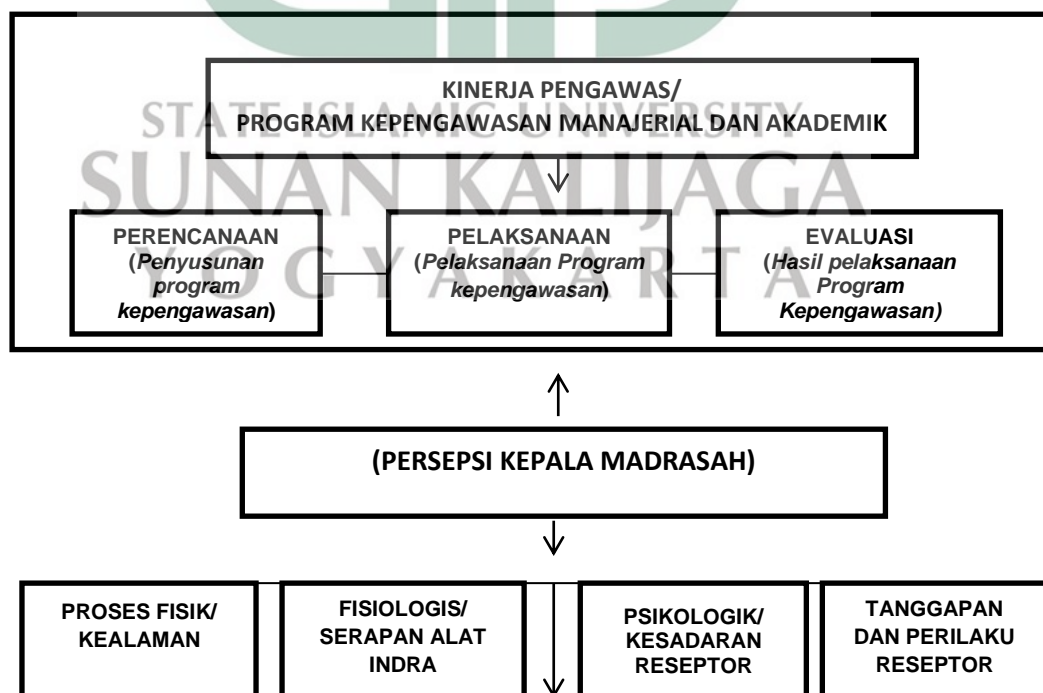 KINERJA PENGAWAS/
PROGRAM KEPENGAWASAN MANAJERIAL DAN AKADEMIK
STATE ISLAMIC UNIVERSITY
SUNAN KALIJAGA
YOGYAKARTA
PERENCANAAN
(Penyusunan
program
kepengawasan)
PELAKSANAAN
(Pelaksanaan Program
kepengawasan)
EVALUASI
(Hasil pelaksanaan
Program
Kepengawasan)
(PERSEPSI KEPALA MADRASAH)
PROSES FISIK/
KEALAMAN
FISIOLOGIS/
SERAPAN ALAT
INDRA
PSIKOLOGIK/
KESADARAN
RESEPTOR
TANGGAPAN
DAN PERILAKU
RESEPTOR